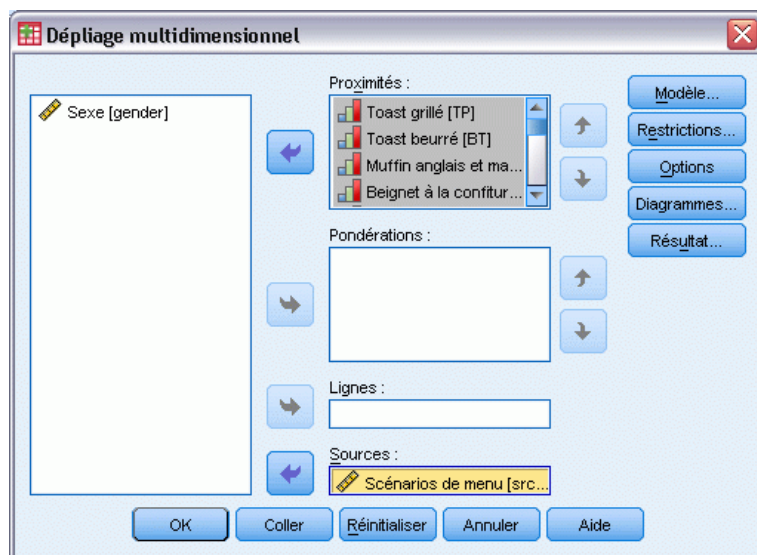 Dépliage multidimensionnel
Sexe [gender]
Proximités :
Toast grillé [TP]
Toast beurré [BT]
Muffin anglais et ma...
Beignet à la confitur...
Pondérations :
Lignes :
Sources :
Scénarios de menu [src...
Modèle...
Restrictions...
Options
Diagrammes...
Résultat...
OK
Coller
Réinitialiser
Annuler
Aide